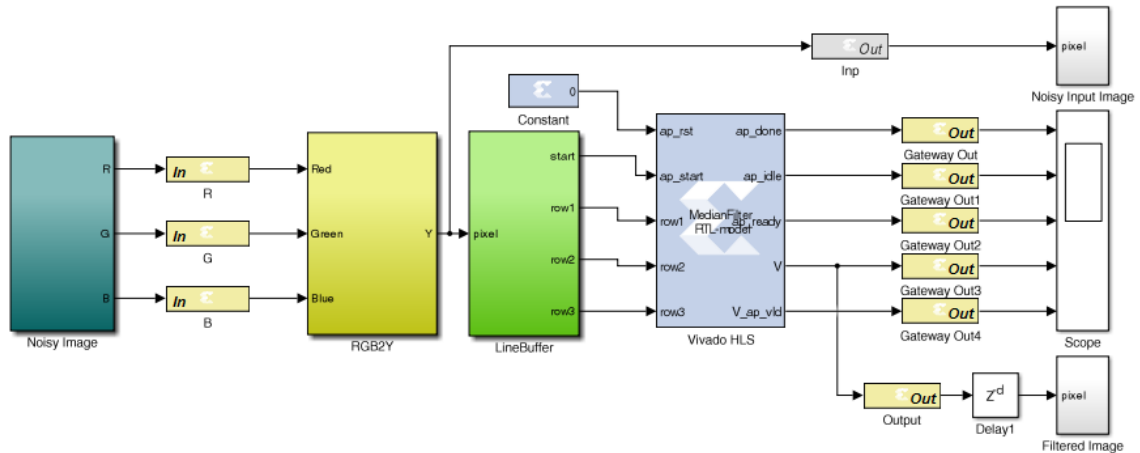 Out
Inp
pixel
Noisy Input Image
0
Constant
R
G
B
Noisy Image
In
R
In
G
In
B
Red
Green
Blue
Y
RGB2Y
pixel
start
row1
row2
row3
LineBuffer
ap_rst
ap_start
row1
row2
row3
MedianFilter
RTL-model
ap_done
ap_idle
ap_ready
V
V_ap_vld
Vivado HLS
Out
Gateway Out
Out
Gateway Out1
Out
Gateway Out2
Out
Gateway Out3
Out
Gateway Out4
Scope
Out
Output
Z-d
Delay1
pixel
Filtered Image